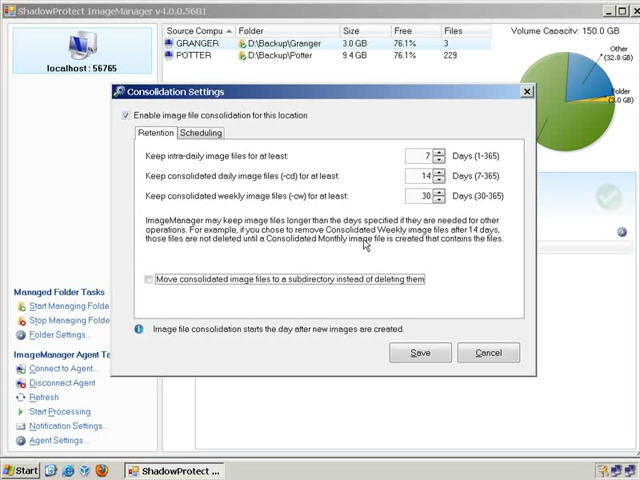 ShadowProtect ImageManager v4.0.0.5681
localhost : 56765
Source Compu Folder Size Free Files
GRANGER D:\Backup\Granger 3.0 GB 76.1% 3
POTTER D:\Backup\Potter 9.4 GB 76.1% 229
Volume Capacity: 150.0 GB
Other
(32.8 GB)
Folder
(3.0 GB)
Consolidation Settings
Enable image file consolidation for this location
Retention Scheduling
Keep intra-daily image files for at least: 7 Days (1-365)
Keep consolidated daily image files (-cd) for at least: 14 Days (7-365)
Keep consolidated weekly image files (-cw) for at least: 30 Days (30-365)
ImageManager may keep image files longer than the days specified if they are needed for other
operations. For example, if you chose to remove Consolidated Weekly image files after 14 days,
those files are not deleted until a Consolidated Monthly image file is created that contains the files.
Move consolidated image files to a subdirectory instead of deleting them
Image file consolidation starts the day after new images are created.
Save Cancel
Managed Folder Tasks
Start Managing Folde
Stop Managing Folde
Folder Settings...
ImageManager Agent Ta
Connect to Agent...
Disconnect Agent
Refresh
Start Processing
Notification Settings...
Agent Settings...
Start ShadowProtect ...